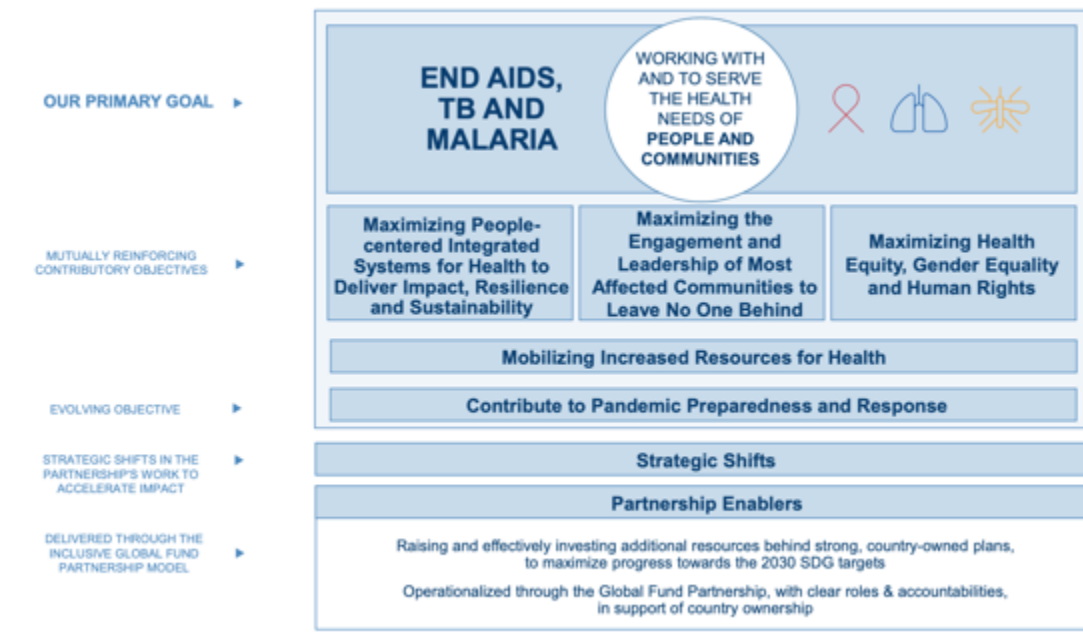 OUR PRIMARY GOAL
END AIDS,
TB AND
MALARIA
WORKING WITH
AND TO SERVE
THE HEALTH
NEEDS OF
PEOPLE AND
COMMUNITIES
MUTUALLY REINFORCING
CONTRIBUTORY OBJECTIVES
Maximizing People-
centered Integrated
Systems for Health to
Deliver Impact, Resilience
and Sustainability
Maximizing the
Engagement and
Leadership of Most
Affected Communities to
Leave No One Behind
Maximizing Health
Equity, Gender Equality
and Human Rights
Mobilizing Increased Resources for Health
EVOLVING OBJECTIVE
Contribute to Pandemic Preparedness and Response
STRATEGIC SHIFTS IN THE
PARTNERSHIP'S WORK TO
ACCELERATE IMPACT
Strategic Shifts
Partnership Enablers
DELIVERED THROUGH THE
INCLUSIVE GLOBAL FUND
PARTNERSHIP MODEL
Raising and effectively investing additional resources behind strong, country-owned plans,
to maximize progress towards the 2030 SDG targets
Operationalized through the Global Fund Partnership, with clear roles & accountabilities,
in support of country ownership